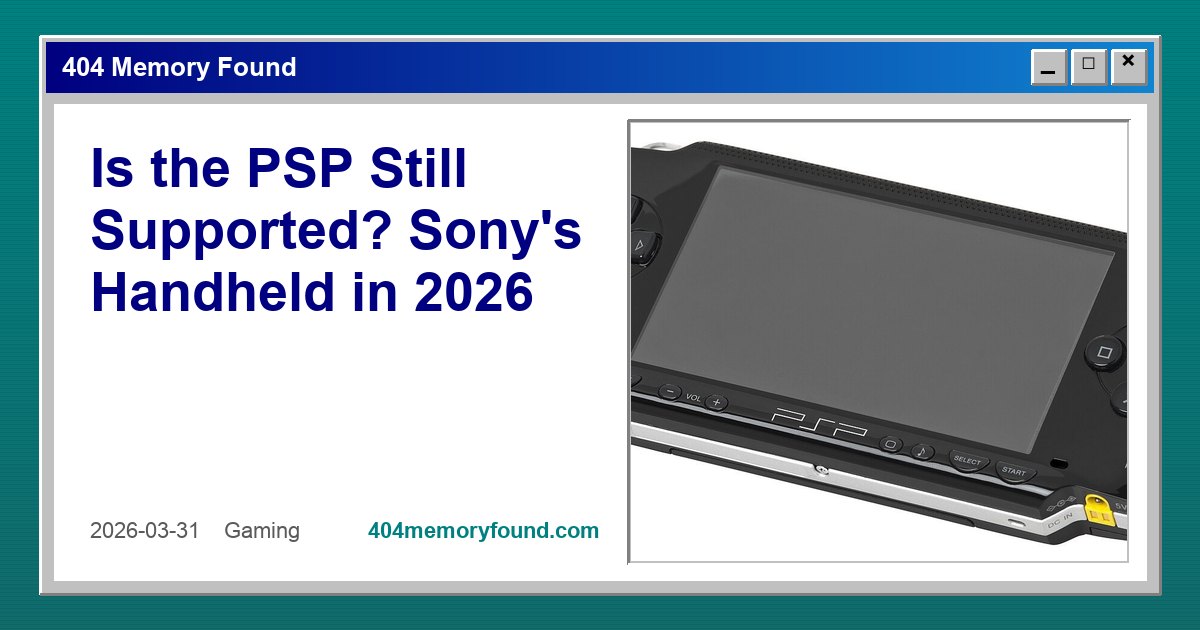 404 Memory Found
Is the PSP Still
Supported? Sony's
Handheld in 2026
VOL
PSP
SELECT
START
DC IN
5V
2026-03-31 Gaming 404memoryfound.com